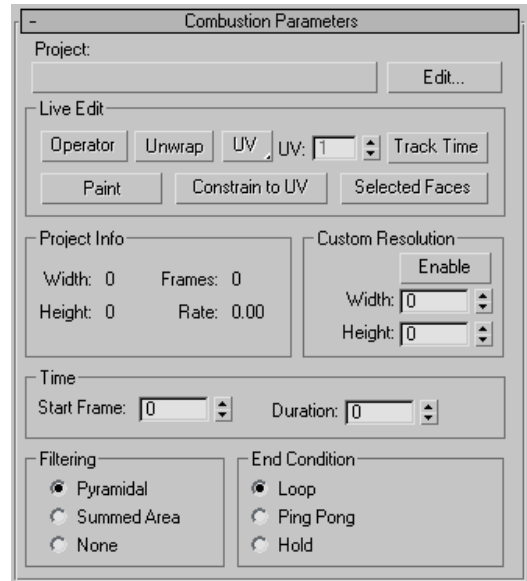 - Combustion Parameters
Project:
Edit...
Live Edit
Operator Unwrap UV UV: 1 Track Time
Paint Constrain to UV Selected Faces
Project Info
Width: 0 Frames: 0
Height: 0 Rate: 0.00
Custom Resolution
Enable
Width: 0
Height: 0
Time
Start Frame: 0 Duration: 0
Filtering
Pyramidal
Summed Area
None
End Condition
Loop
Ping Pong
Hold